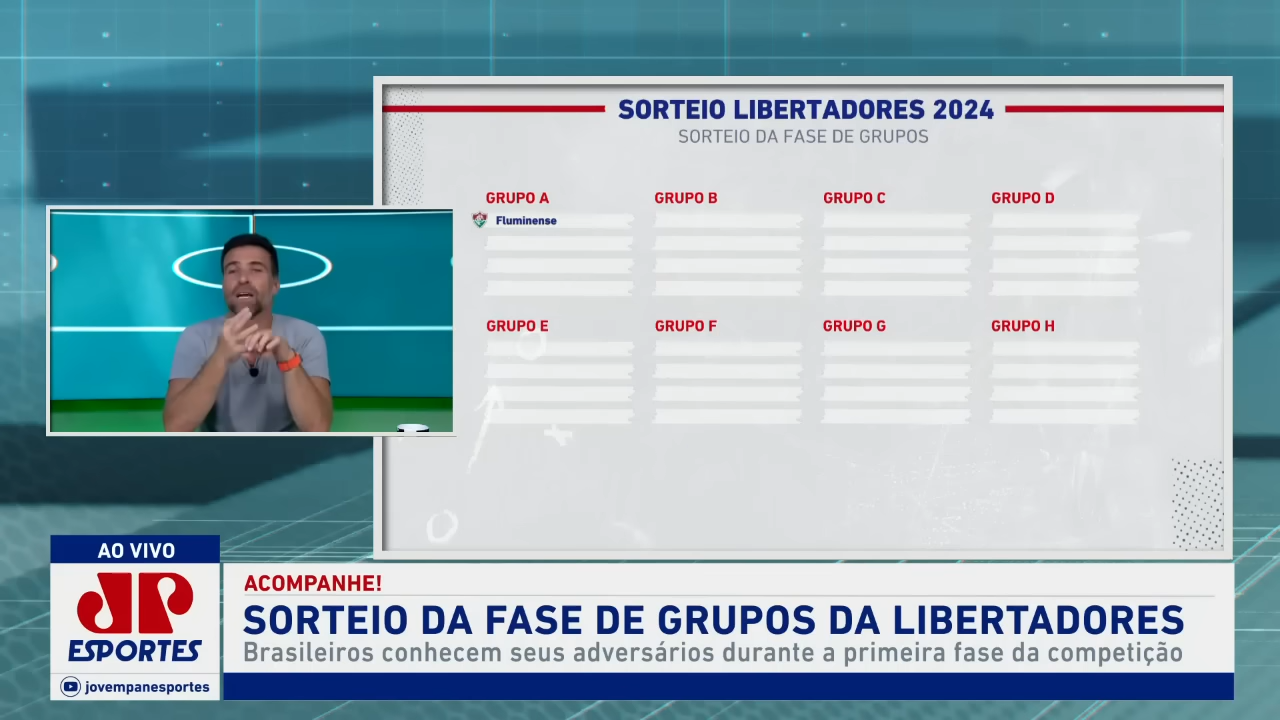 SORTEIO LIBERTADORES 2024
SORTEIO DA FASE DE GRUPOS
GRUPO A GRUPO B GRUPO C GRUPO D
Fluminense
GRUPO E GRUPO F GRUPO G GRUPO H
AO VIVO
JP
ESPORTES
jovempanesportes
ACOMPANHE!
SORTEIO DA FASE DE GRUPOS DA LIBERTADORES
Brasileiros conhecem seus adversários durante a primeira fase da competição